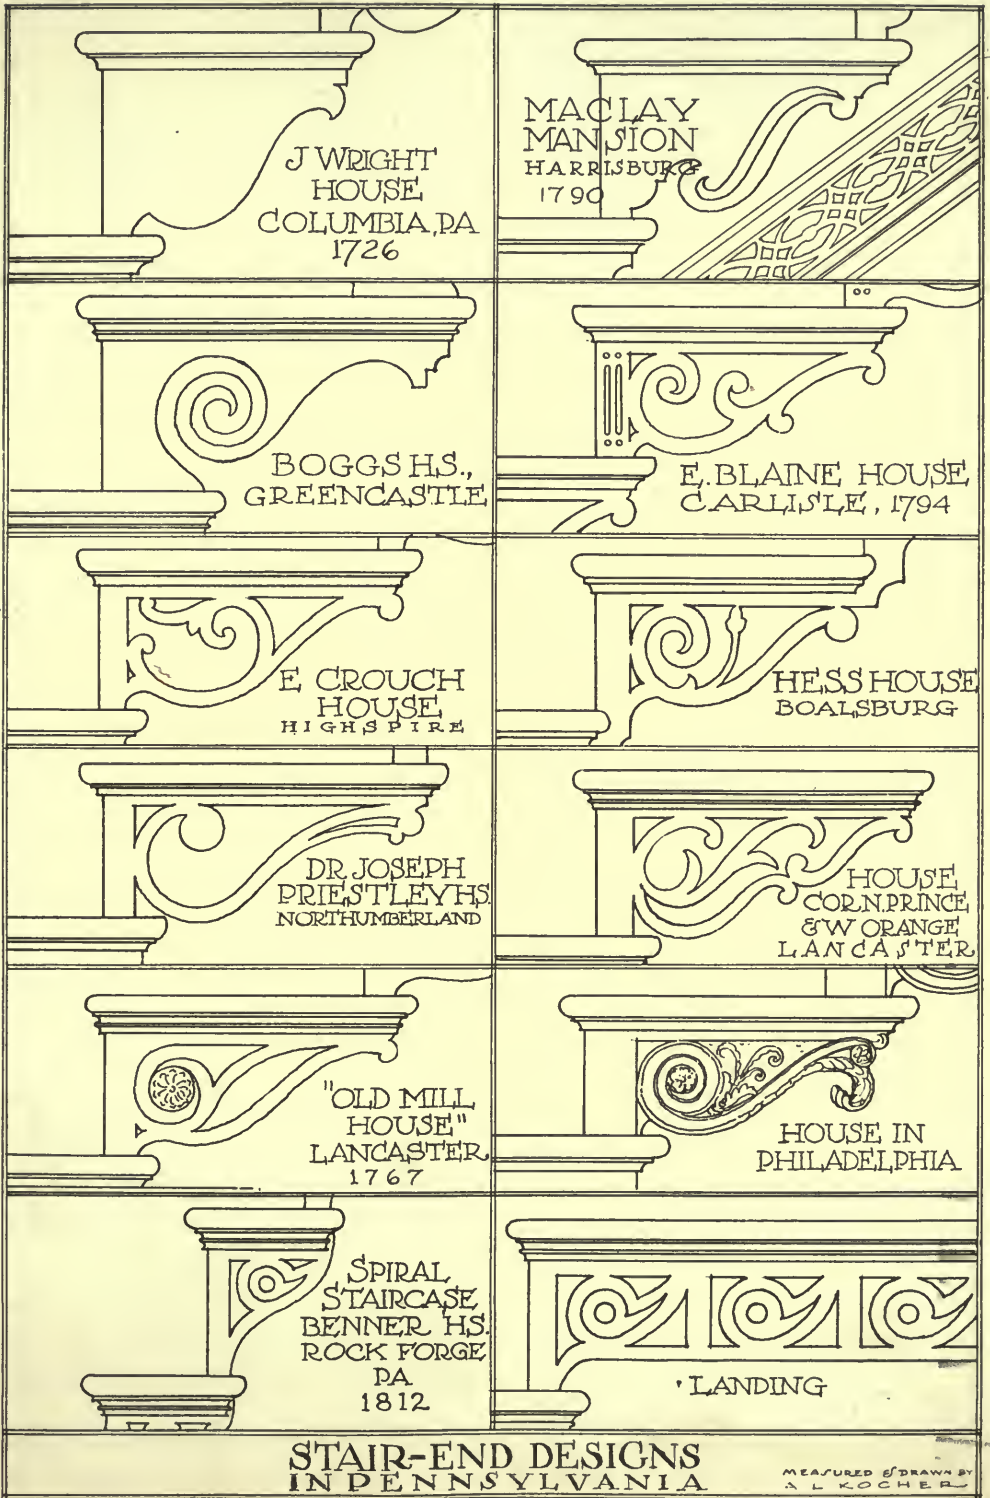 J WRIGHT
HOUSE
COLUMBIA, PA
1726
MACLAY
MANSION
HARRISBURG
1790
BOGGS HS.,
GREENCASTLE
E. BLAINE HOUSE
CARLISLE, 1794
E CROUCH
HOUSE
HIGHSPIRE
HESS HOUSE
BOALSBURG
DR JOSEPH
PRIESTLEY HS.
NORTHUMBERLAND
HOUSE
COR. N. PRINCE
& W ORANGE
LANCASTER
"OLD MILL
HOUSE"
LANCASTER
1767
HOUSE IN
PHILADELPHIA
SPIRAL
STAIRCASE
BENNER HS.
ROCK FORGE
PA
1812
LANDING
STAIR-END DESIGNS
IN PENNSYLVANIA
MEASURED & DRAWN BY
A L KOCHER